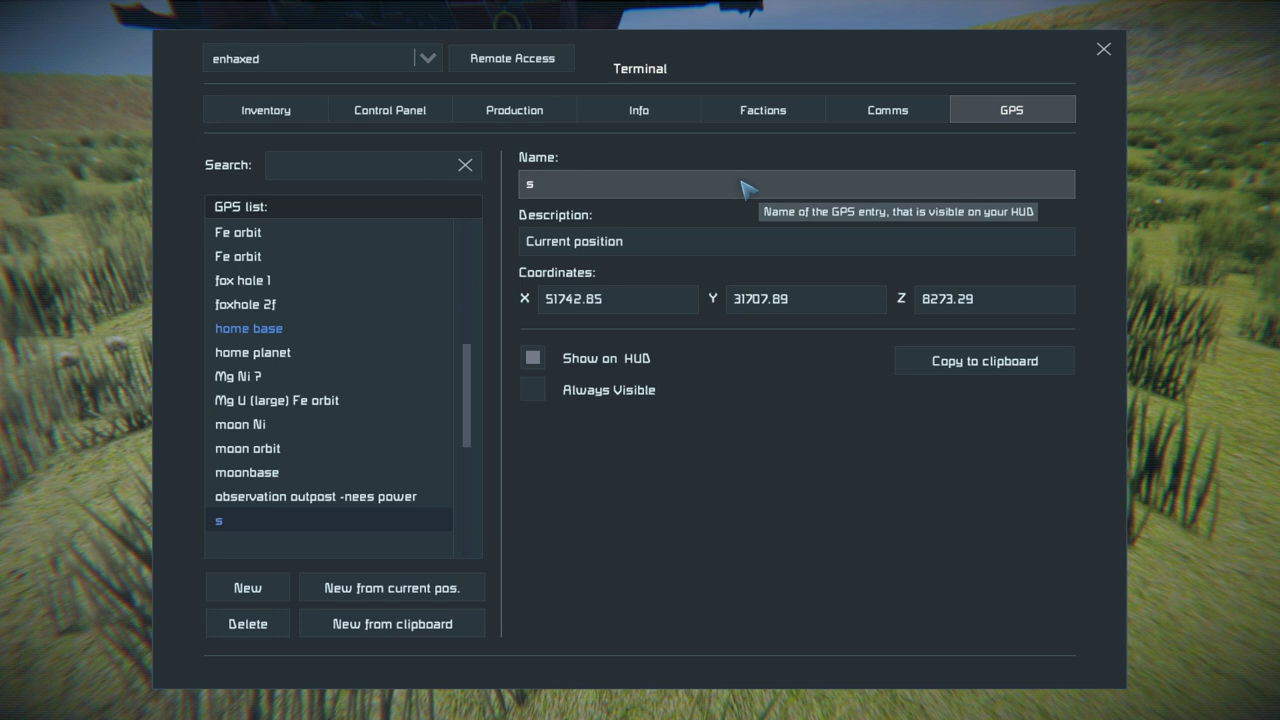 enhaxed
Remote Access
Terminal
Inventory
Control Panel
Production
Info
Factions
Comms
GPS
Search:
GPS list:
Fe orbit
Fe orbit
fox hole 1
foxhole 2f
home base
home planet
Mg Ni ?
Mg U (large) Fe orbit
moon Ni
moon orbit
moonbase
observation outpost -nees power
s
New
New from current pos.
Delete
New from clipboard
Name:
s
Name of the GPS entry, that is visible on your HUD
Description:
Current position
Coordinates:
X 51742.85 Y 31707.89 Z 8273.29
Show on HUD
Copy to clipboard
Always Visible